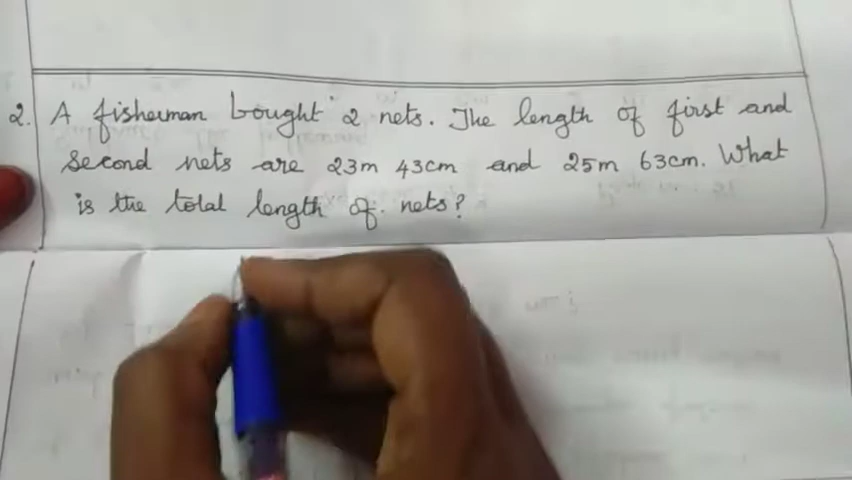 2. A fisherman bought 2 nets. The length of first and
second nets are 23m 43cm and 25m 63cm. What
is the total length of nets?